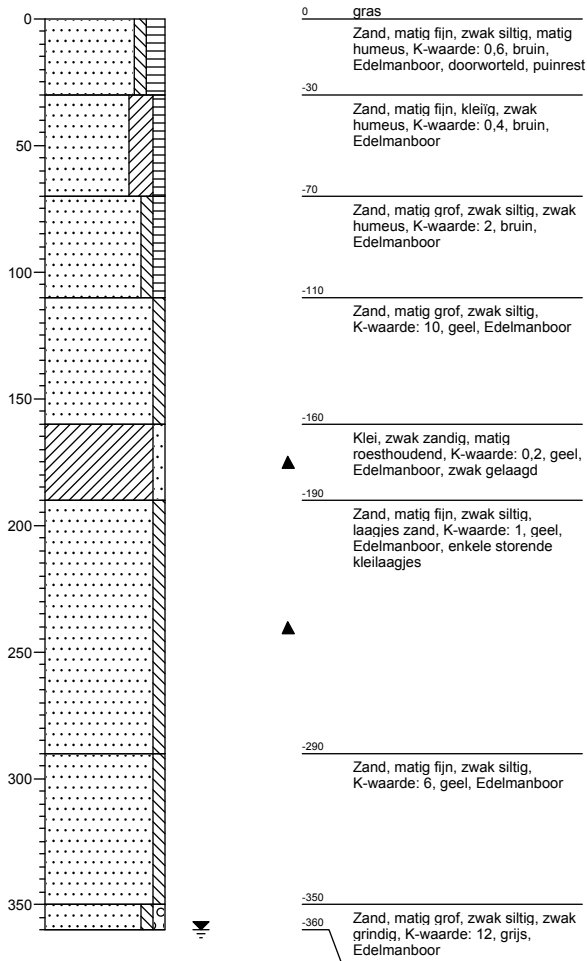 0
50
100
150
200
250
300
350
0 gras
Zand, matig fijn, zwak siltig, matig
humeus, K-waarde: 0,6, bruin,
Edelmanboor, doorworteld, puinrest
-30
Zand, matig fijn, kleiïg, zwak
humeus, K-waarde: 0,4, bruin,
Edelmanboor
-70
Zand, matig grof, zwak siltig, zwak
humeus, K-waarde: 2, bruin,
Edelmanboor
-110
Zand, matig grof, zwak siltig,
K-waarde: 10, geel, Edelmanboor
-160
Klei, zwak zandig, matig
roesthoudend, K-waarde: 0,2, geel,
Edelmanboor, zwak gelaagd
-190
Zand, matig fijn, zwak siltig,
laagjes zand, K-waarde: 1, geel,
Edelmanboor, enkele storende
kleilaagjes
-290
Zand, matig fijn, zwak siltig,
K-waarde: 6, geel, Edelmanboor
-350
Zand, matig grof, zwak siltig, zwak
-360
grindig, K-waarde: 12, grijs,
Edelmanboor